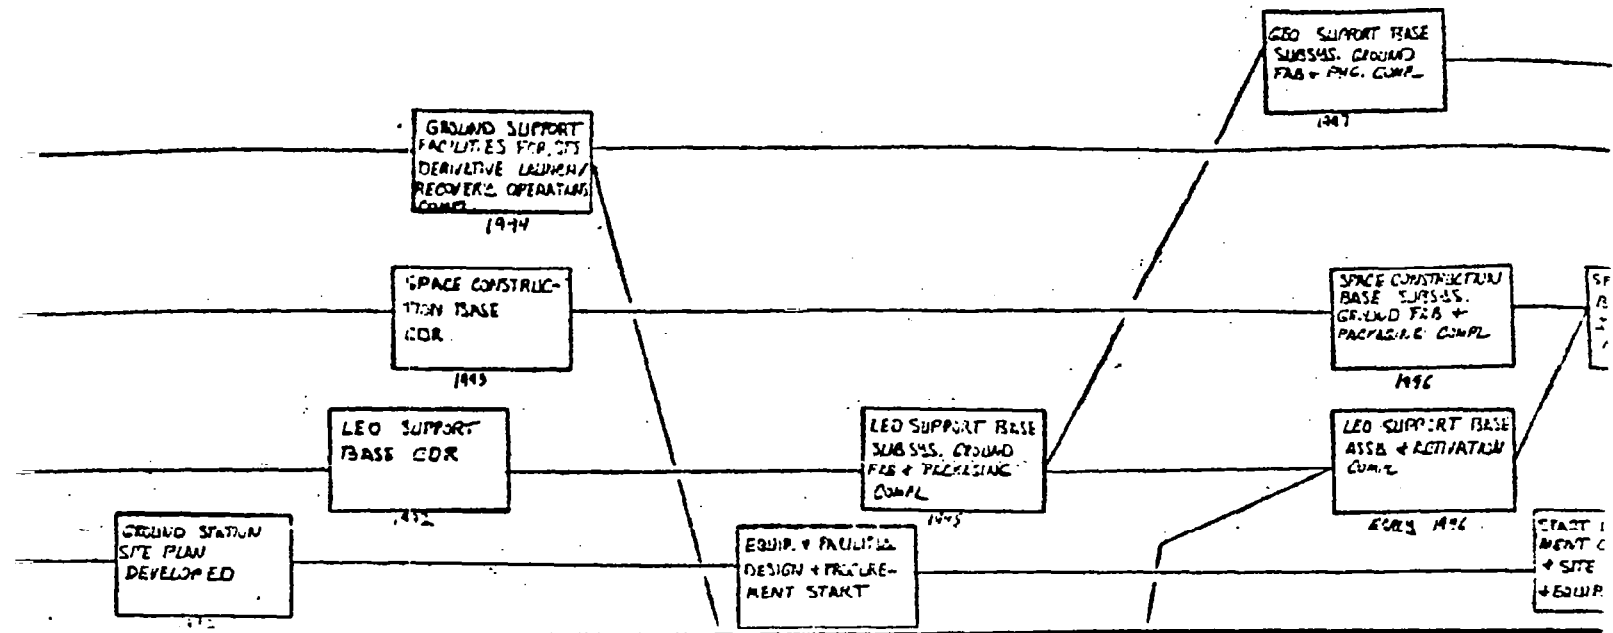 GEO SUPPORT BASE
SUBSYS. GROUND
FAB + PKG. COMPL
1997
GROUND SUPPORT
FACILITIES FOR STS
DERIVATIVE LAUNCH/
RECOVERY OPERATIONS
COMPL.
1994
SPACE CONSTRUC-
TION BASE
CDR
1993
SPACE CONSTRUCTION
BASE SUBSYS.
GROUND FAB +
PACKAGING COMPL
1996
LEO SUPPORT
BASE CDR
1992
LEO SUPPORT BASE
SUBSYS. GROUND
FAB + PACKAGING
COMPL
1995
LEO SUPPORT BASE
ASSB + ACTIVATION
COMPL
EARLY 1996
GROUND STATION
SITE PLAN
DEVELOPED
EQUIP. + FACILITIES
DESIGN + PROCURE-
MENT START
START
MENT
+ SITE
+ EQUIP.